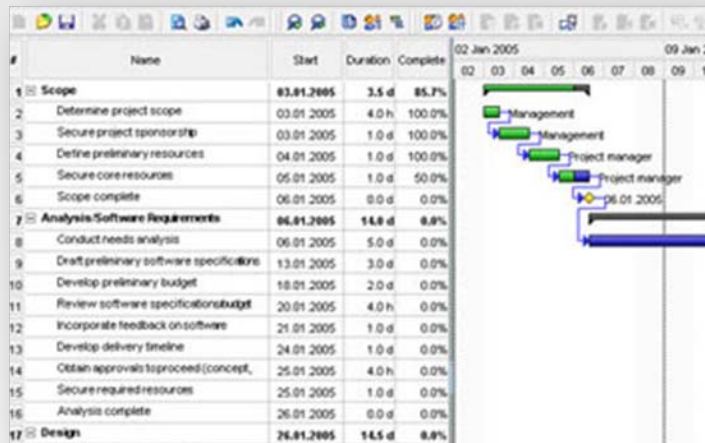 # Name Start Duration Complete 02 Jan 2005 09 Jan
02 03 04 05 06 07 08 09
1 Scope 03.01.2005 3.5 d 85.7%
2 Determine project scope 03.01.2005 4.0 h 100.0% Management
3 Secure project sponsorship 03.01.2005 1.0 d 100.0% Management
4 Define preliminary resources 04.01.2005 1.0 d 100.0% Project manager
5 Secure core resources 05.01.2005 1.0 d 50.0% Project manager
6 Scope complete 06.01.2005 0.0 d 0.0% 06.01.2005
7 Analysis/Software Requirements 06.01.2005 14.0 d 0.0%
8 Conduct needs analysis 06.01.2005 5.0 d 0.0%
9 Draft preliminary software specifications 13.01.2005 3.0 d 0.0%
10 Develop preliminary budget 18.01.2005 2.0 d 0.0%
11 Review software specifications/budget 20.01.2005 4.0 h 0.0%
12 Incorporate feedback on software 21.01.2005 1.0 d 0.0%
13 Develop delivery timeline 24.01.2005 1.0 d 0.0%
14 Obtain approvals to proceed (concept, 25.01.2005 4.0 h 0.0%
15 Secure required resources 25.01.2005 1.0 d 0.0%
16 Analysis complete 26.01.2005 0.0 d 0.0%
17 Design 26.01.2005 14.5 d 0.0%